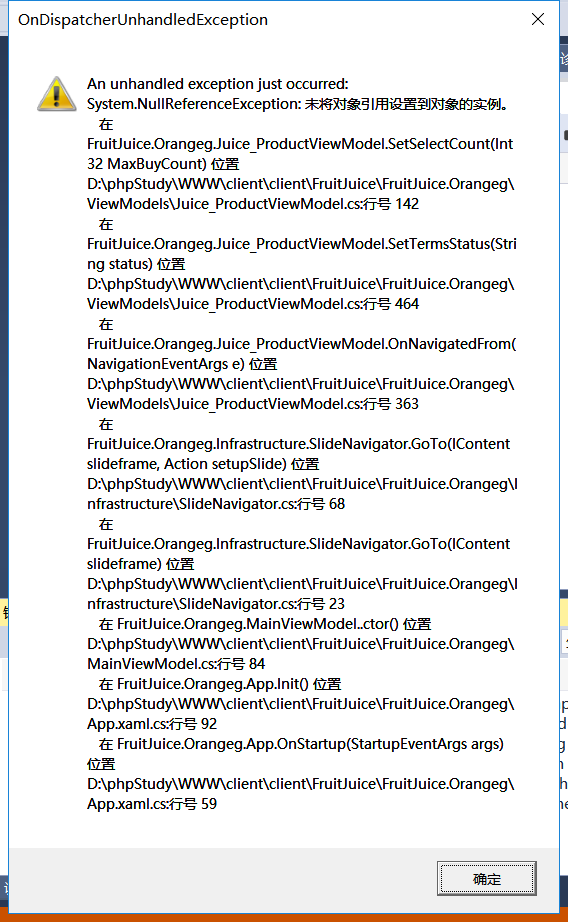 OnDispatcherUnhandledException
An unhandled exception just occurred:
System.NullReferenceException: 未将对象引用设置到对象的实例。
在
FruitJuice.Orangeg.Juice_ProductViewModel.SetSelectCount(Int
32 MaxBuyCount) 位置
D:\phpStudy\WWW\client\client\FruitJuice\FruitJuice.Orangeg\
ViewModels\Juice_ProductViewModel.cs:行号 142
在
FruitJuice.Orangeg.Juice_ProductViewModel.SetTermsStatus(Stri
ng status) 位置
D:\phpStudy\WWW\client\client\FruitJuice\FruitJuice.Orangeg\
ViewModels\Juice_ProductViewModel.cs:行号 464
在
FruitJuice.Orangeg.Juice_ProductViewModel.OnNavigatedFrom(
NavigationEventArgs e) 位置
D:\phpStudy\WWW\client\client\FruitJuice\FruitJuice.Orangeg\
ViewModels\Juice_ProductViewModel.cs:行号 363
在
FruitJuice.Orangeg.Infrastructure.SlideNavigator.GoTo(IContent
slideframe, Action setupSlide) 位置
D:\phpStudy\WWW\client\client\FruitJuice\FruitJuice.Orangeg\I
nfrastructure\SlideNavigator.cs:行号 68
在
FruitJuice.Orangeg.Infrastructure.SlideNavigator.GoTo(IContent
slideframe) 位置
D:\phpStudy\WWW\client\client\FruitJuice\FruitJuice.Orangeg\I
nfrastructure\SlideNavigator.cs:行号 23
在 FruitJuice.Orangeg.MainViewModel..ctor() 位置
D:\phpStudy\WWW\client\client\FruitJuice\FruitJuice.Orangeg\
MainViewModel.cs:行号 84
在 FruitJuice.Orangeg.App.Init() 位置
D:\phpStudy\WWW\client\client\FruitJuice\FruitJuice.Orangeg\
App.xaml.cs:行号 92
在 FruitJuice.Orangeg.App.OnStartup(StartupEventArgs args)
位置
D:\phpStudy\WWW\client\client\FruitJuice\FruitJuice.Orangeg\
App.xaml.cs:行号 59
确定